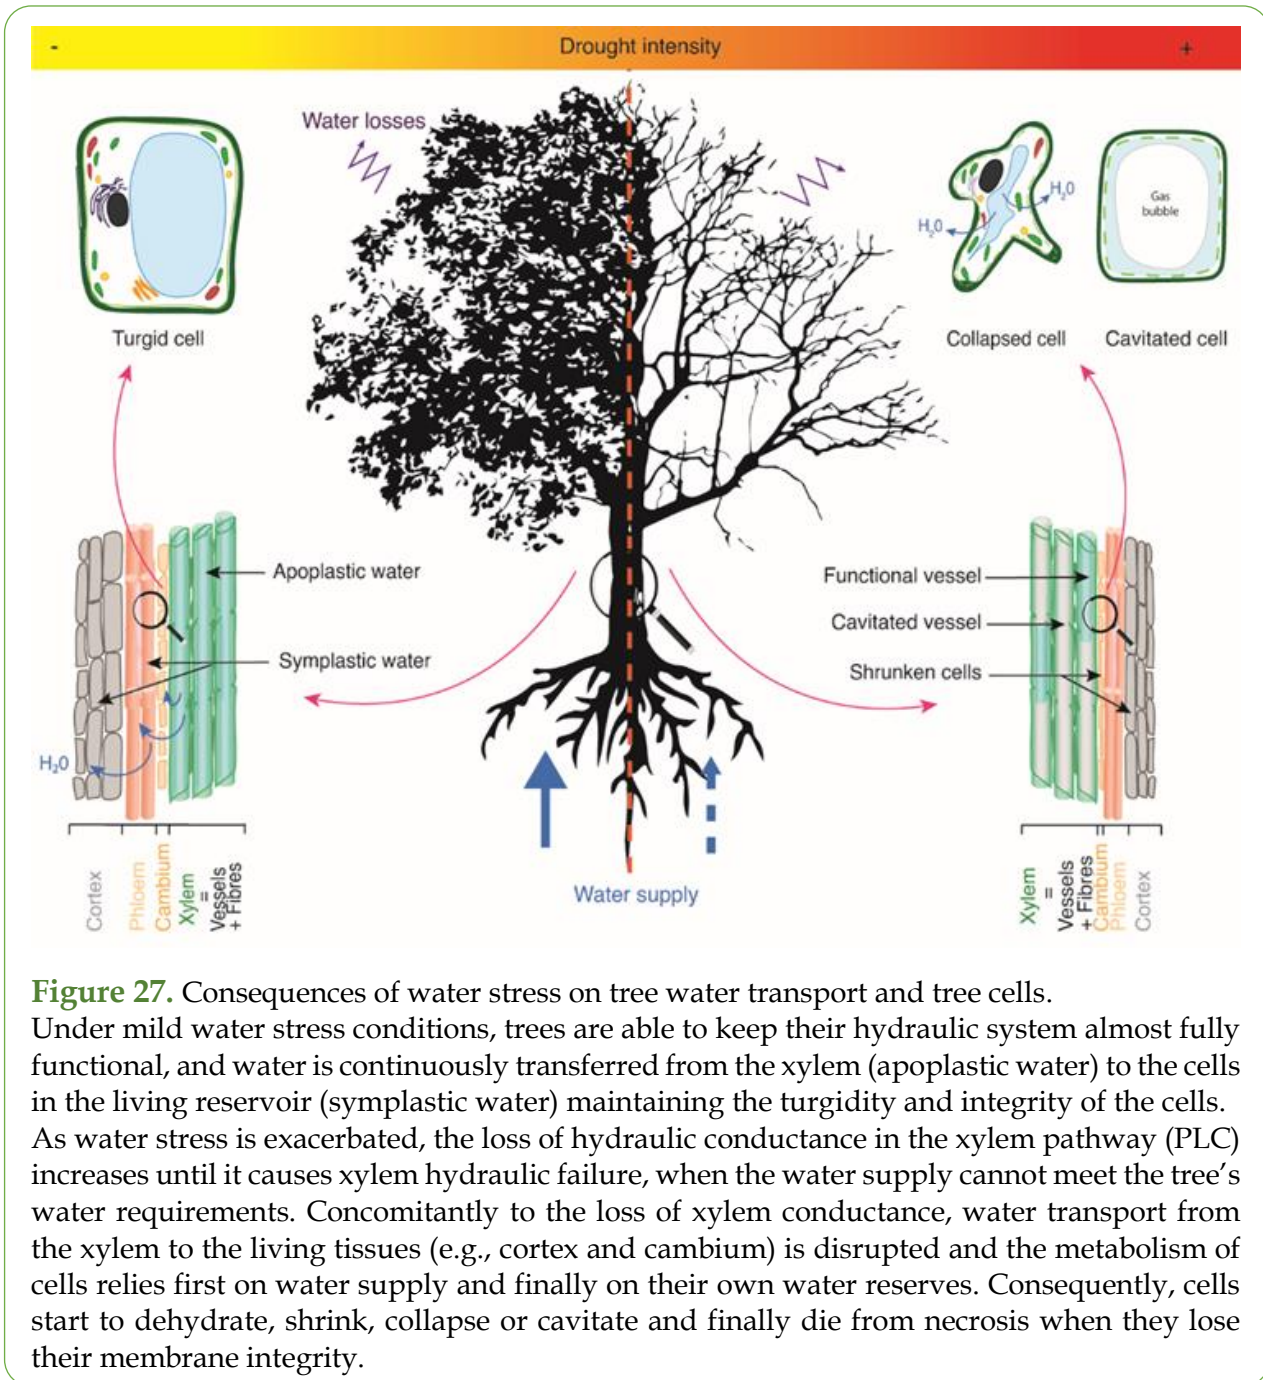 -
Drought intensity
+
Water losses
Turgid cell
H20
H20
Gas
bubble
Collapsed cell
Cavitated cell
Apoplastic water
Symplastic water
H20
Functional vessel
Cavitated vessel
Shrunken cells
Cortex
Phloem
Cambium
Xylem
=
Vessels
+ Fibres
Water supply
Xylem
=
Vessels
+ Fibres
Cambium
Phloem
Cortex
Figure 27. Consequences of water stress on tree water transport and tree cells.
Under mild water stress conditions, trees are able to keep their hydraulic system almost fully
functional, and water is continuously transferred from the xylem (apoplastic water) to the cells
in the living reservoir (symplastic water) maintaining the turgidity and integrity of the cells.
As water stress is exacerbated, the loss of hydraulic conductance in the xylem pathway (PLC)
increases until it causes xylem hydraulic failure, when the water supply cannot meet the tree’s
water requirements. Concomitantly to the loss of xylem conductance, water transport from
the xylem to the living tissues (e.g., cortex and cambium) is disrupted and the metabolism of
cells relies first on water supply and finally on their own water reserves. Consequently, cells
start to dehydrate, shrink, collapse or cavitate and finally die from necrosis when they lose
their membrane integrity.